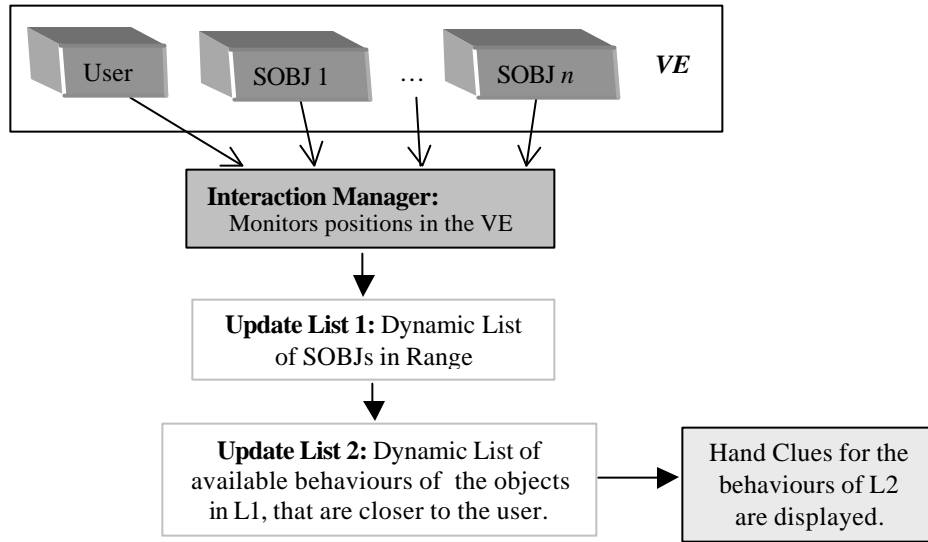 User
SOBJ 1
…
SOBJ n
VE
Interaction Manager:
Monitors positions in the VE
Update List 1: Dynamic List
of SOBJs in Range
Update List 2: Dynamic List of
available behaviours of the objects
in L1, that are closer to the user.
Hand Clues for the
behaviours of L2
are displayed.